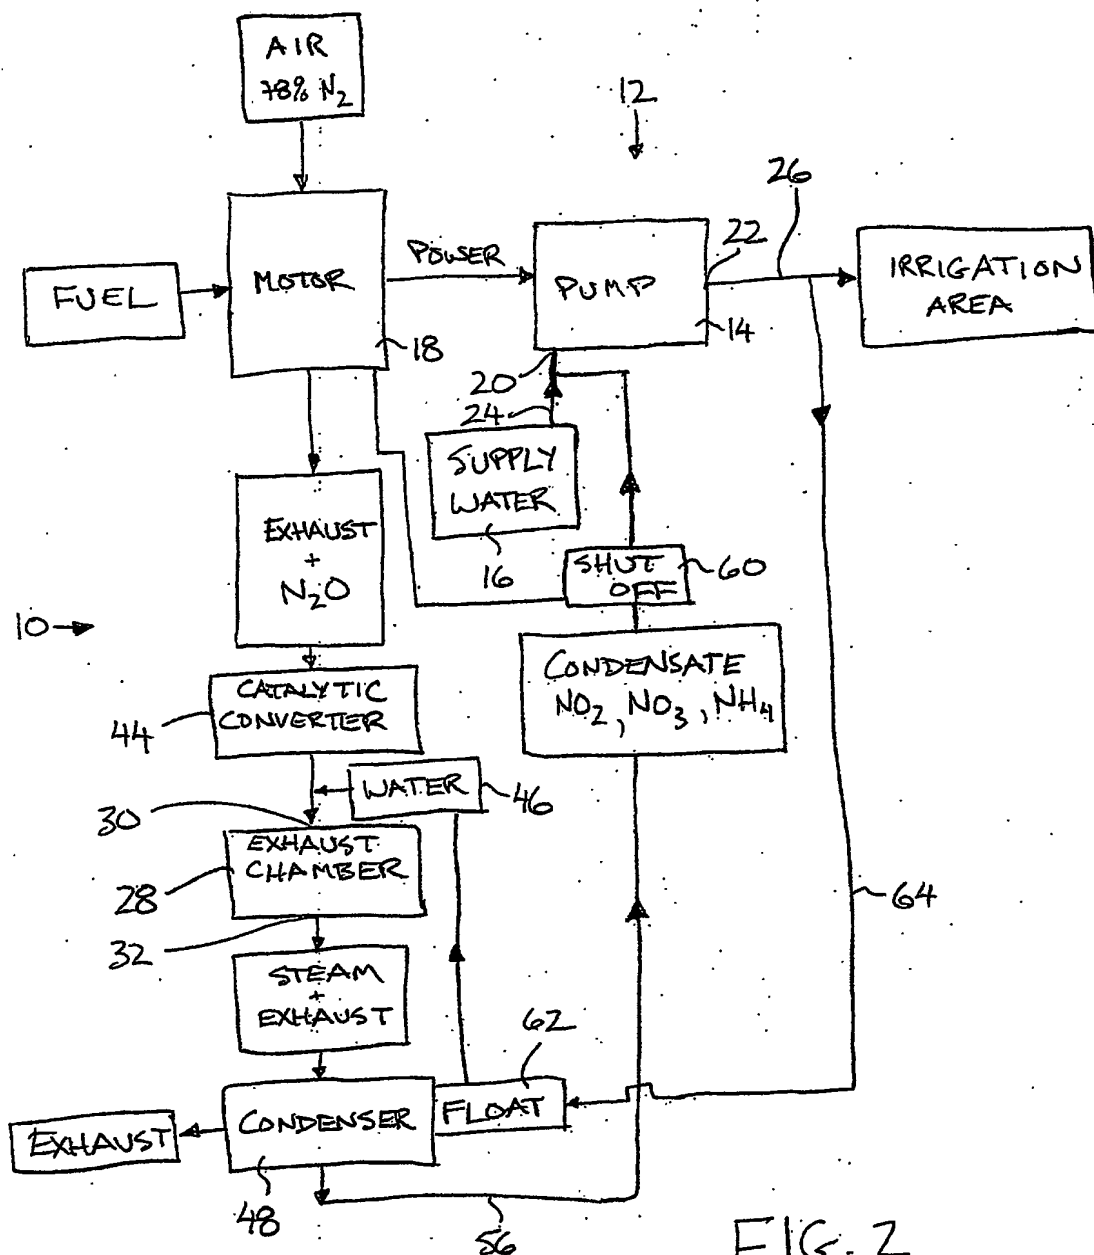 AIR
78% N2
12
26
FUEL
MOTOR
POWER
PUMP
22
IRRIGATION
AREA
18
14
20
24
SUPPLY
WATER
16
EXHAUST
+
N2O
SHUT
OFF
60
10
CONDENSATE
NO2, NO3, NH4
CATALYTIC
CONVERTER
44
WATER
46
30
EXHAUST
CHAMBER
28
64
32
STEAM
+
EXHAUST
62
CONDENSER
FLOAT
EXHAUST
48
56
FIG. 2